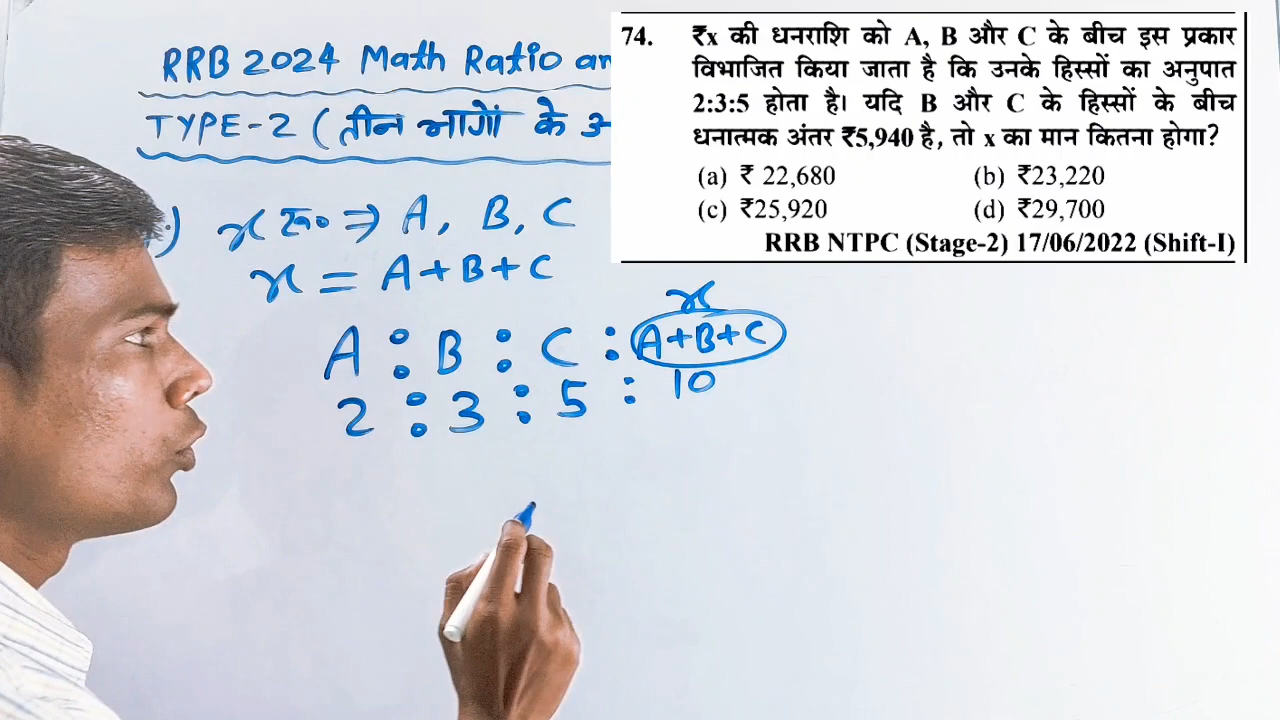 RRB 2024 Math Ratio
TYPE-2 (तीन भागों के
x रू० ⇒ A, B, C
x = A+B+C
x
A : B : C : A+B+C
2 : 3 : 5 : 10
74. ₹x की धनराशि को A, B और C के बीच इस प्रकार
विभाजित किया जाता है कि उनके हिस्सों का अनुपात
2:3:5 होता है। यदि B और C के हिस्सों के बीच
धनात्मक अंतर ₹5,940 है, तो x का मान कितना होगा?
(a) ₹ 22,680 (b) ₹23,220
(c) ₹25,920 (d) ₹29,700
RRB NTPC (Stage-2) 17/06/2022 (Shift-I)